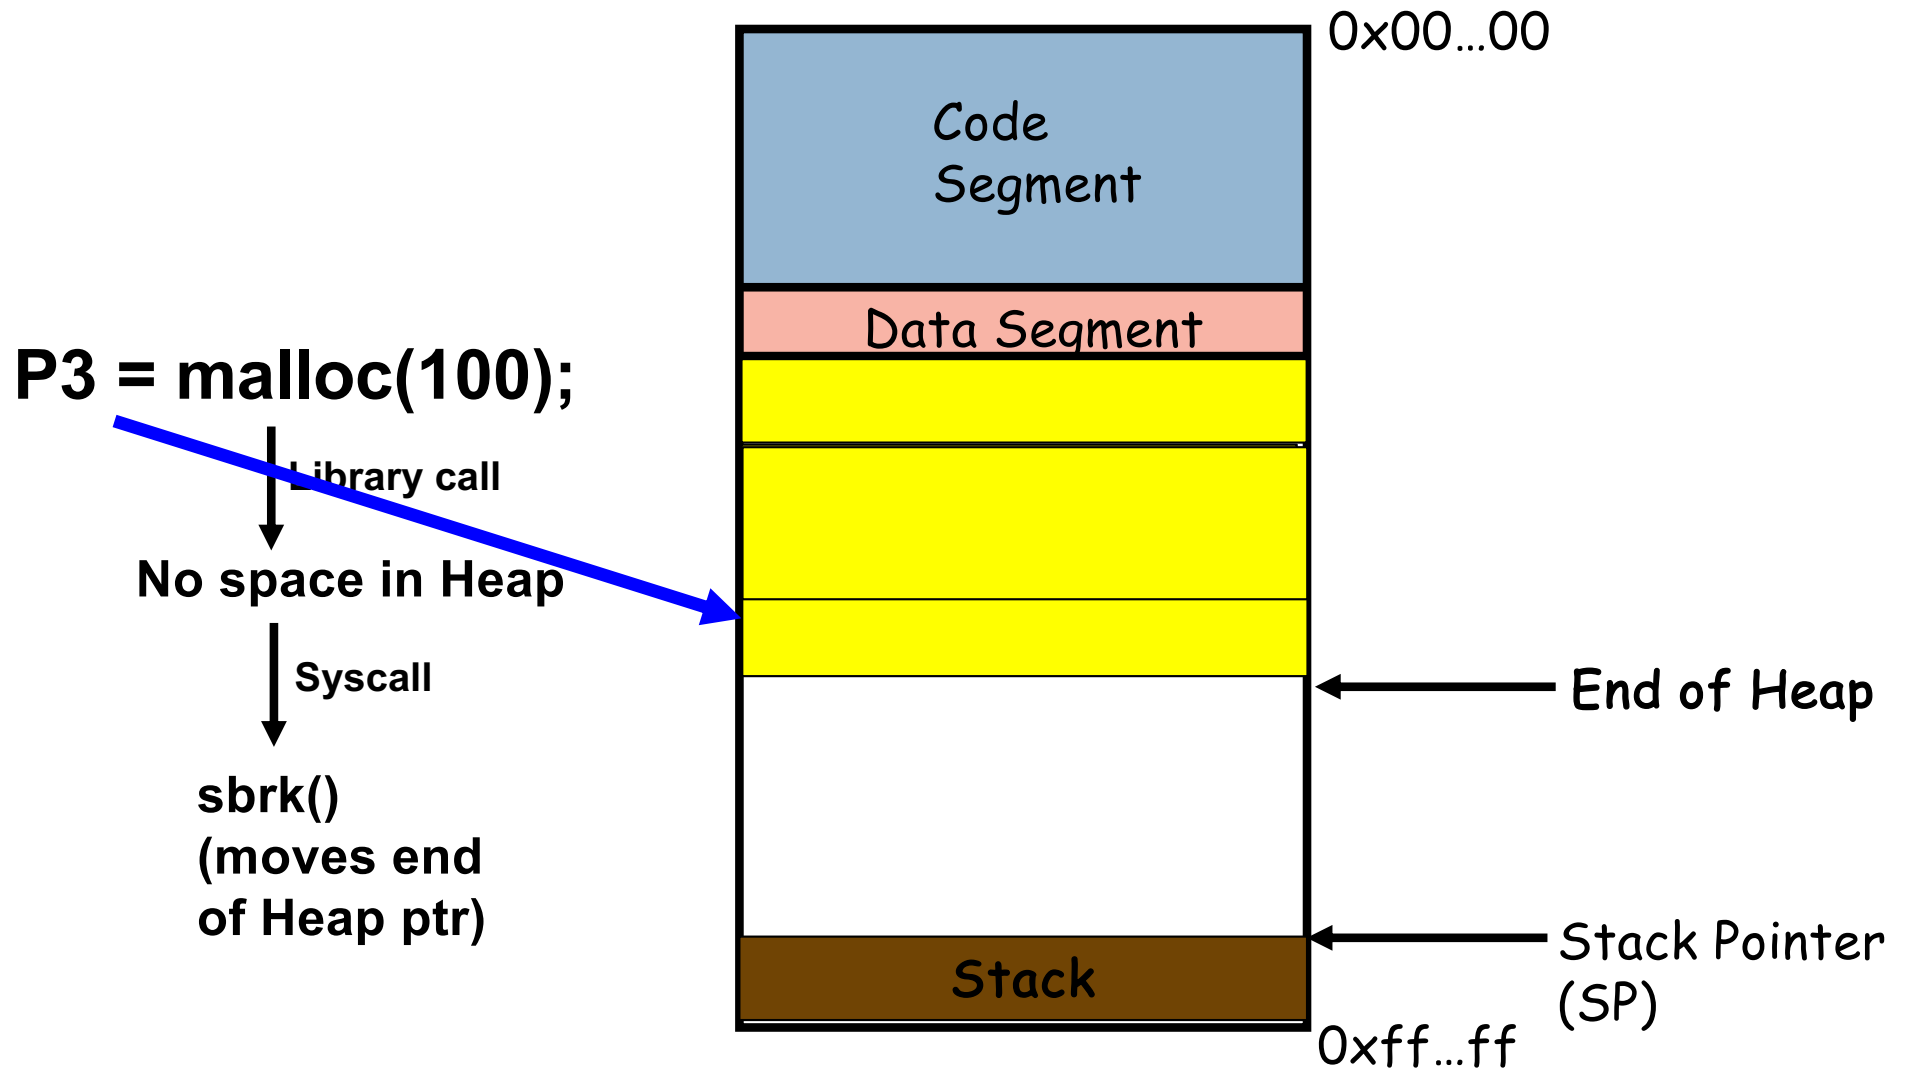 0x00...00
Code
Segment
Data Segment
P3 = malloc(100);
Library call
No space in Heap
Syscall
End of Heap
sbrk()
(moves end
of Heap ptr)
Stack Pointer
(SP)
Stack
0xff...ff